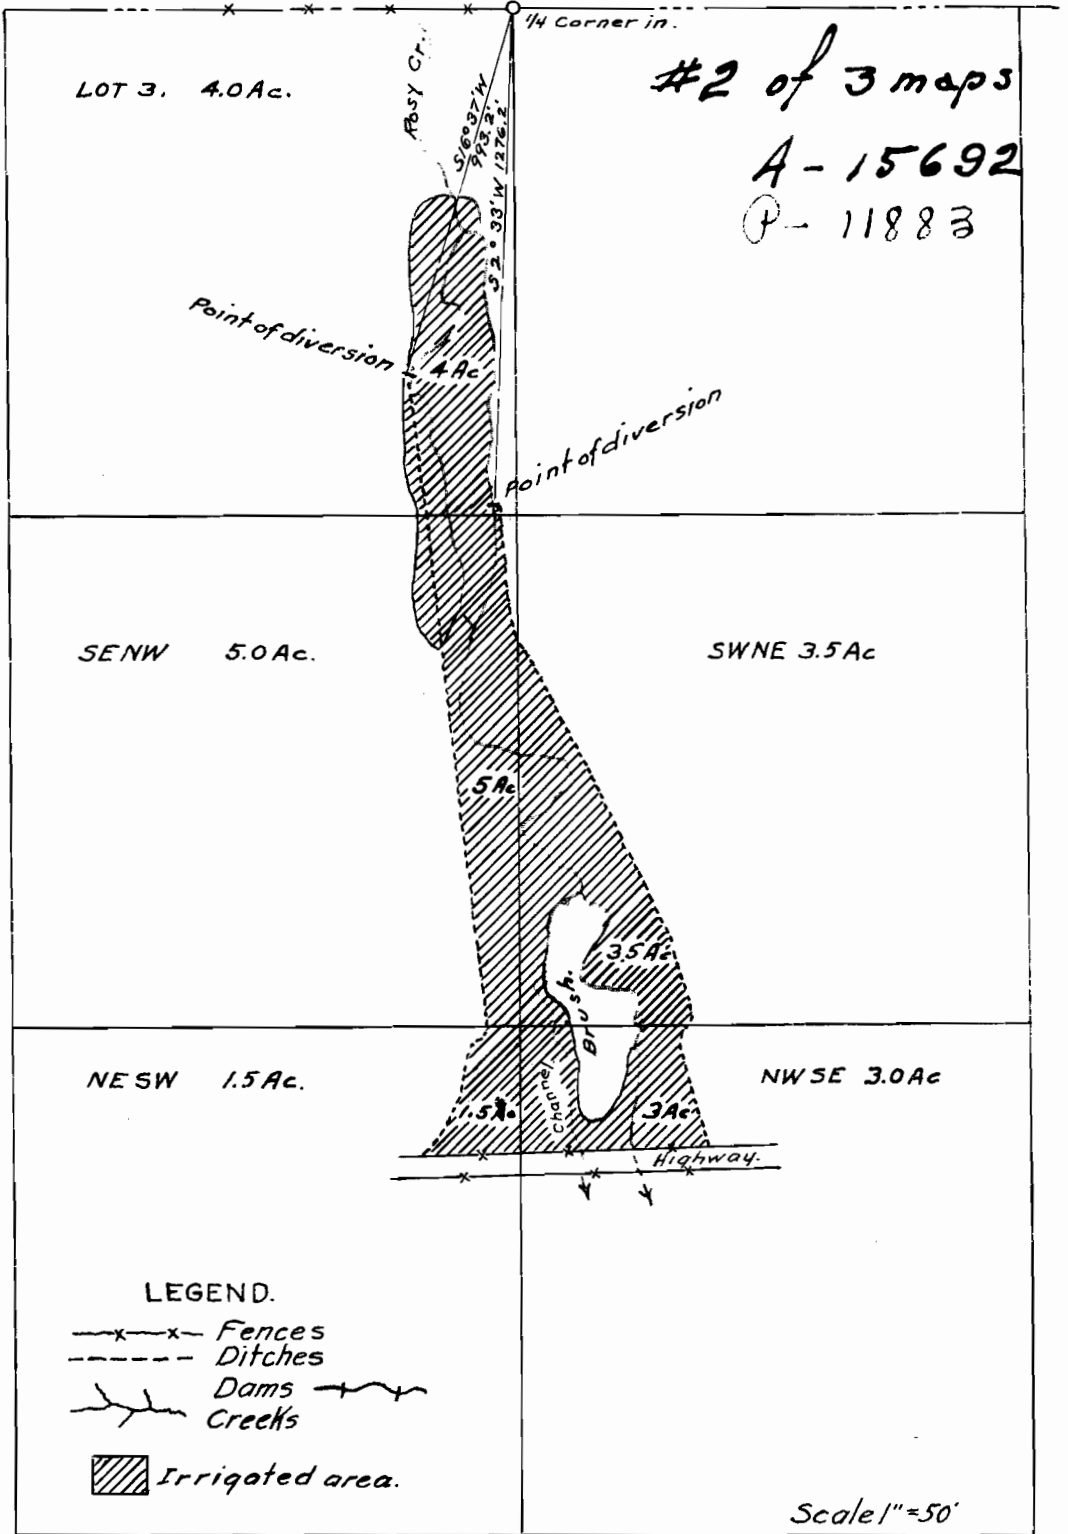 1/4 Corner in.
#2 of 3 maps
A - 15692
P - 11883
LOT 3. 4.0 Ac.
Rosy Cr.
S16°37'W
993.2'
S2°33'W 1276.2'
Point of diversion
4 Ac
Point of diversion
SENW 5.0 Ac.
SWNE 3.5 Ac
5 Ac
3.5 Ac
Brush.
NESW 1.5 Ac.
NWSE 3.0 Ac
1.5 Ac
Channel.
3 Ac
Highway.
LEGEND.
Fences
Ditches
Dams
Creeks
Irrigated area.
Scale 1"=50'